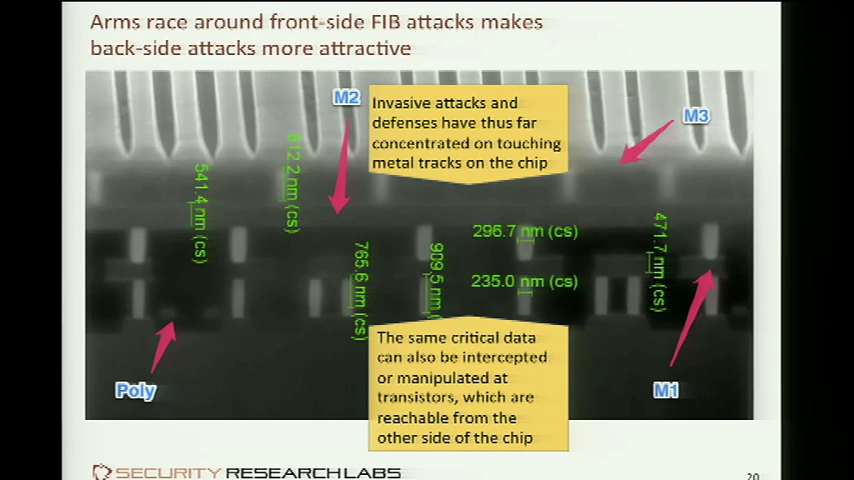 Arms race around front-side FIB attacks makes
back-side attacks more attractive
M2
Invasive attacks and
defenses have thus far
concentrated on touching
metal tracks on the chip
M3
612.2 nm (cs)
541.4 nm (cs)
296.7 nm (cs)
471.7 nm (cs)
765.6 nm (cs)
909.5 nm (cs)
235.0 nm (cs)
The same critical data
can also be intercepted
or manipulated at
transistors, which are
reachable from the
other side of the chip
Poly
M1
SECURITY RESEARCH LABS
20